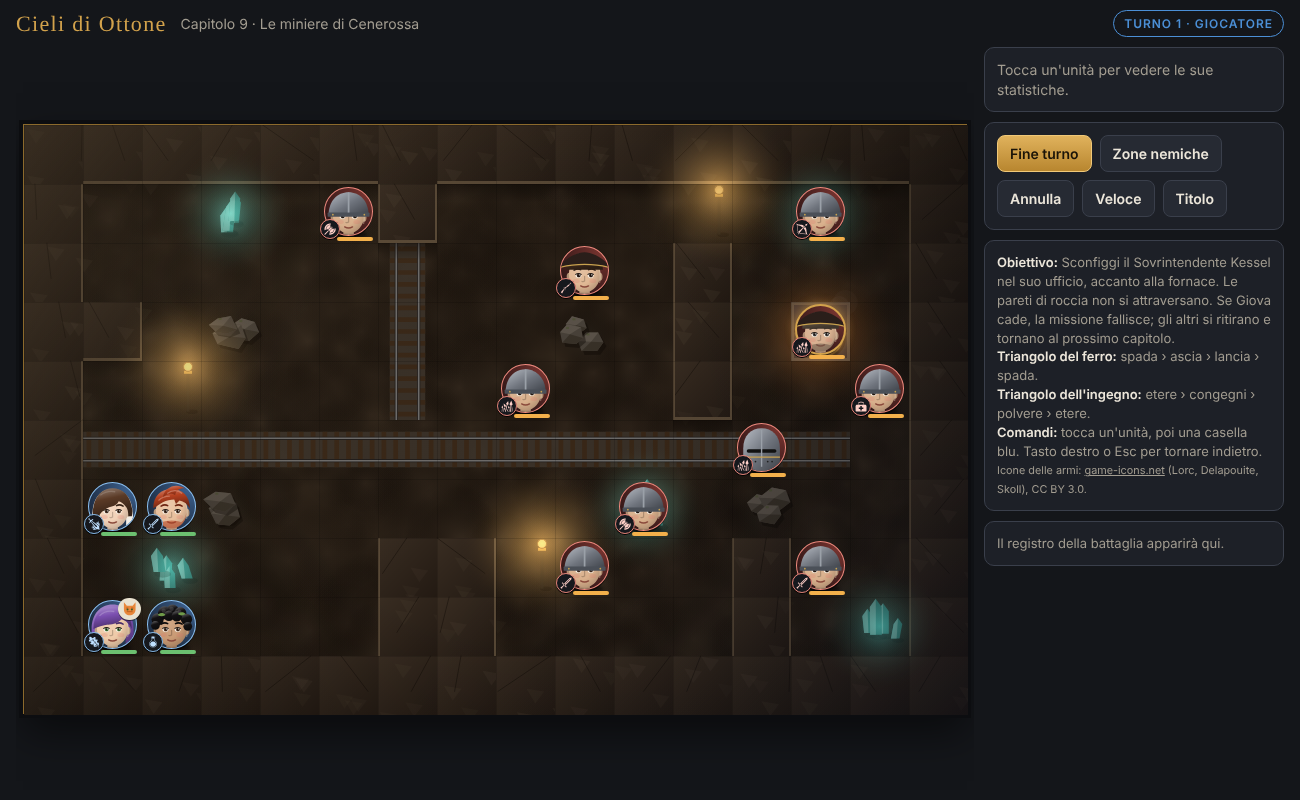 Cieli di Ottone
Capitolo 9 · Le miniere di Cenerossa
TURNO 1 · GIOCATORE
Tocca un'unità per vedere le sue
statistiche.
Fine turno
Zone nemiche
Annulla
Veloce
Titolo
Obiettivo: Sconfiggi il Sovrintendente Kessel
nel suo ufficio, accanto alla fornace. Le
pareti di roccia non si attraversano. Se Giova
cade, la missione fallisce; gli altri si ritirano e
tornano al prossimo capitolo.
Triangolo del ferro: spada › ascia › lancia ›
spada.
Triangolo dell'ingegno: etere › congegni ›
polvere › etere.
Comandi: tocca un'unità, poi una casella
blu. Tasto destro o Esc per tornare indietro.
Icone delle armi: game-icons.net (Lorc, Delapouite,
Skoll), CC BY 3.0.
Il registro della battaglia apparirà qui.